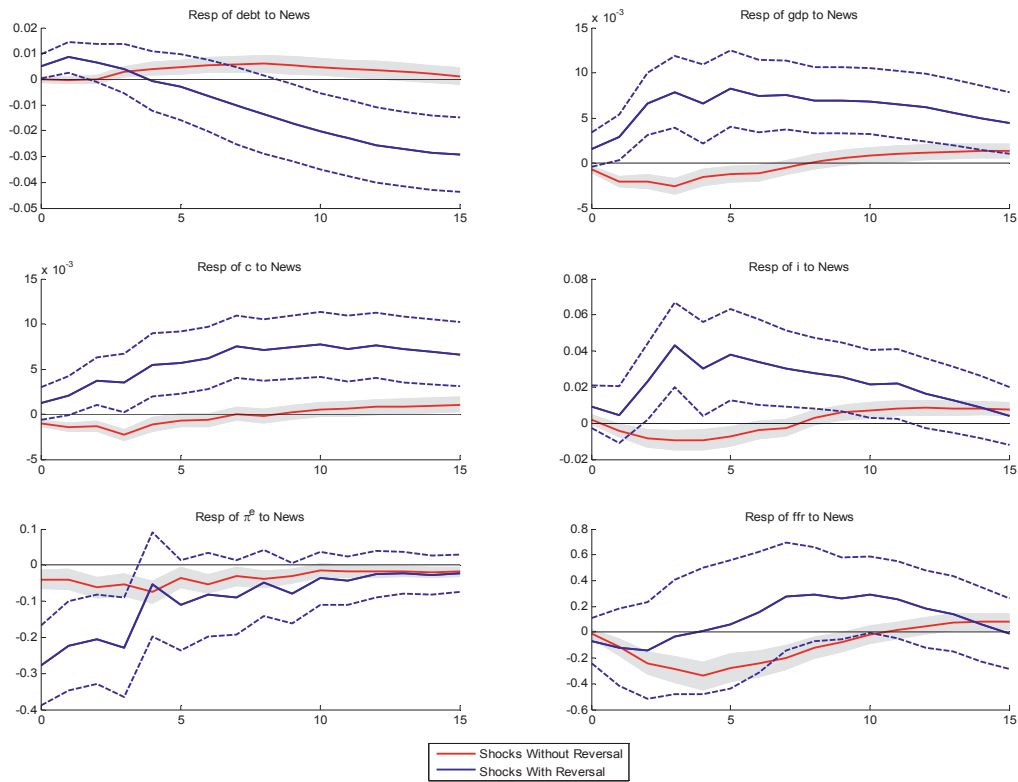 Resp of debt to News
0.02
0.01
0
-0.01
-0.02
-0.03
-0.04
-0.05
0 5 10 15
Resp of gdp to News
x 10⁻³
15
10
5
0
-5
0 5 10 15
Resp of c to News
x 10⁻³
15
10
5
0
-5
0 5 10 15
Resp of i to News
0.08
0.06
0.04
0.02
0
-0.02
0 5 10 15
Resp of πᵉ to News
0.1
0
-0.1
-0.2
-0.3
-0.4
0 5 10 15
Resp of ffr to News
0.8
0.6
0.4
0.2
0
-0.2
-0.4
-0.6
0 5 10 15
Shocks Without Reversal
Shocks With Reversal